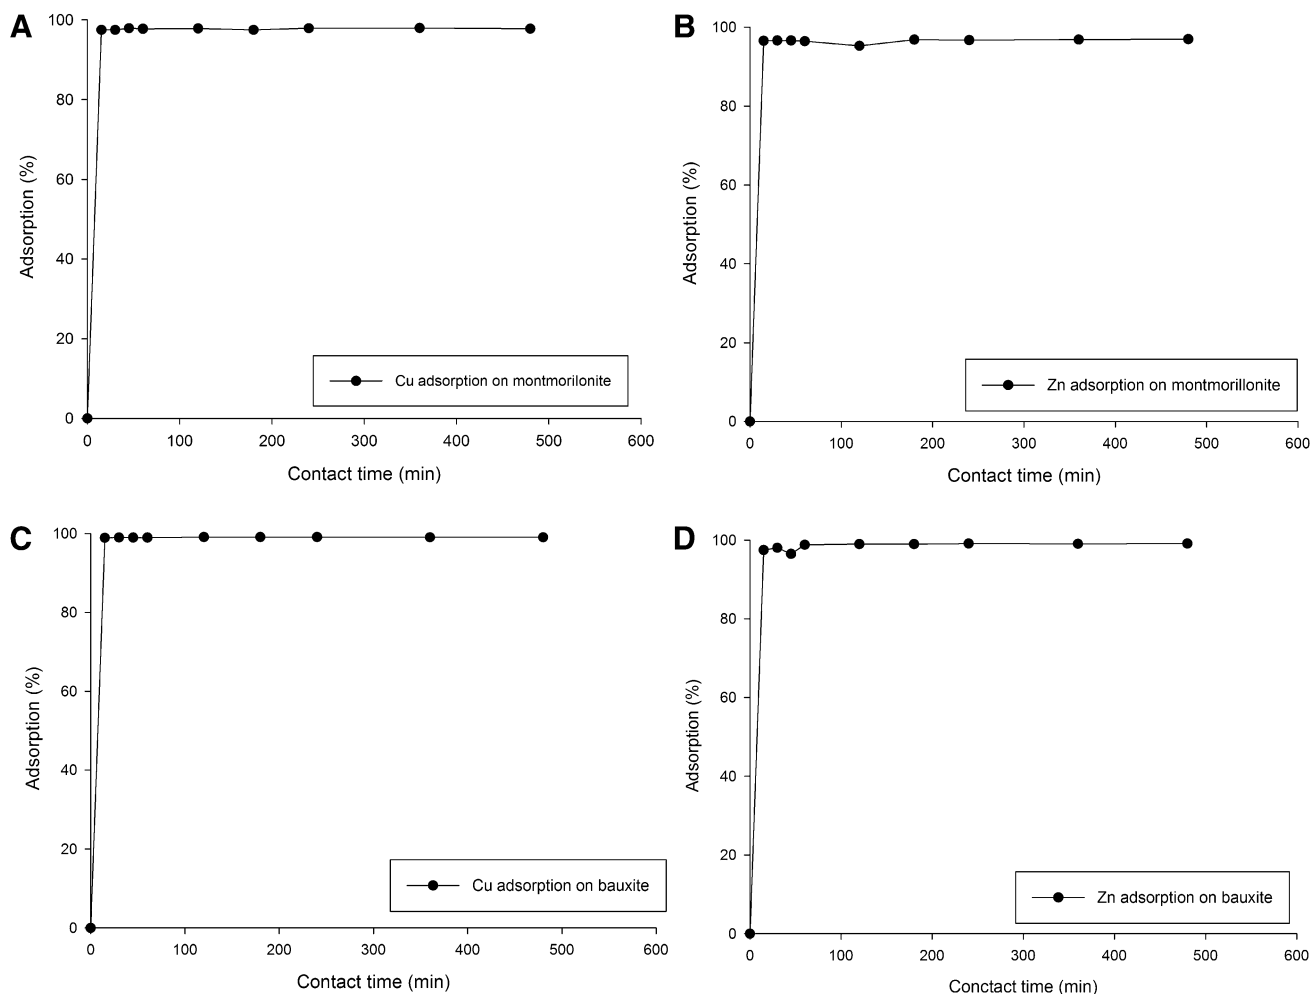 A
100
80
60
40
20
0
Adsorption (%)
Cu adsorption on montmorilonite
0 100 200 300 400 500 600
Contact time (min)
B
100
80
60
40
20
0
Adsorption (%)
Zn adsorption on montmorillonite
0 100 200 300 400 500 600
Contact time (min)
C
100
80
60
40
20
0
Adsorption (%)
Cu adsorption on bauxite
0 100 200 300 400 500 600
Contact time (min)
D
100
80
60
40
20
0
Adsorption (%)
Zn adsorption on bauxite
0 100 200 300 400 500 600
Conctact time (min)